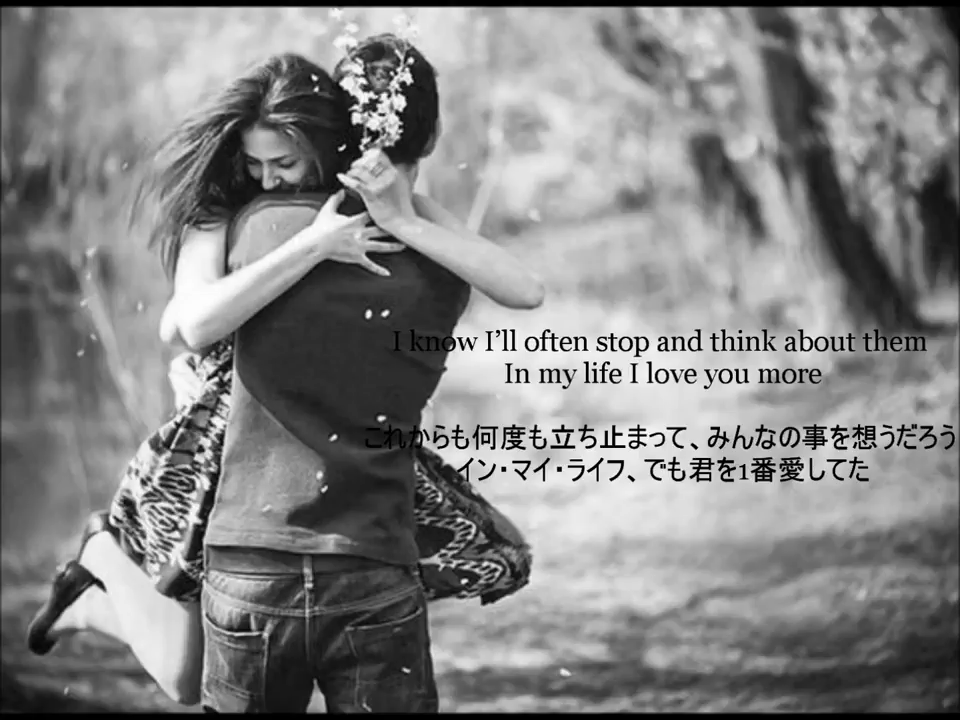 I know I’ll often stop and think about them
In my life I love you more
これからも何度も立ち止まって、みんなの事を想うだろう
イン・マイ・ライフ、でも君を1番愛してた